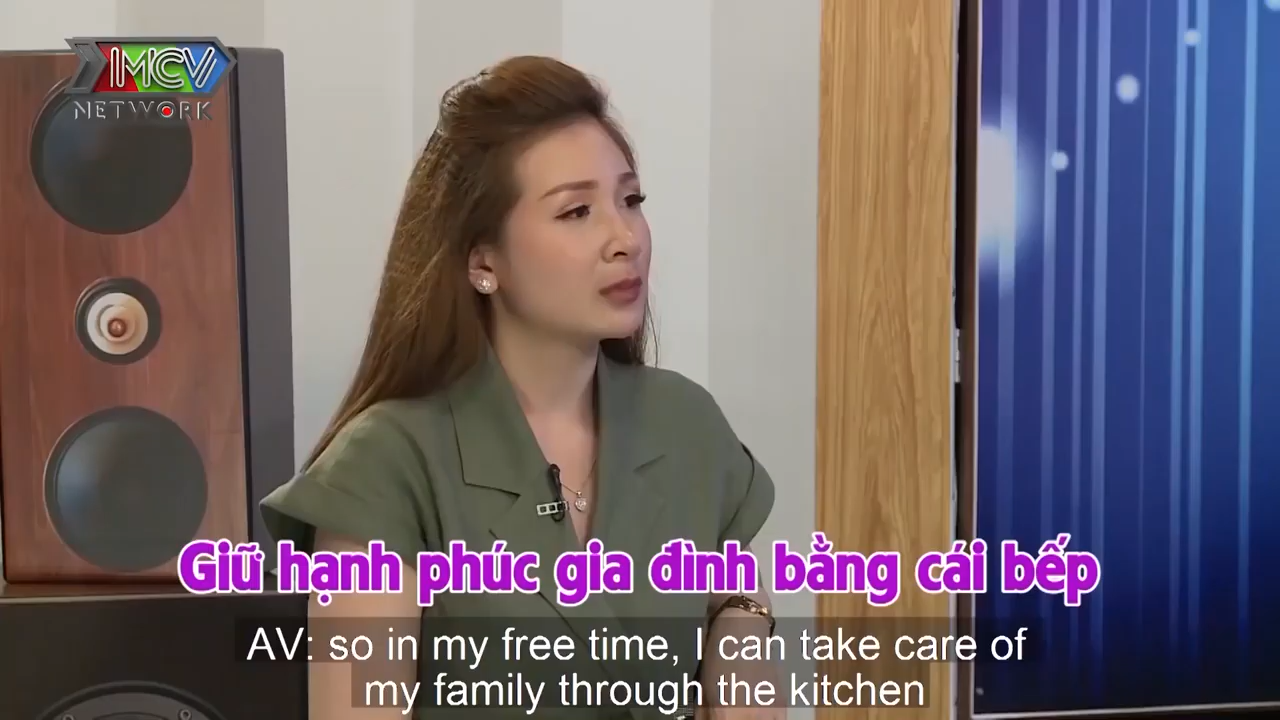 MCV
NETWORK
Giữ hạnh phúc gia đình bằng cái bếp
AV: so in my free time, I can take care of
my family through the kitchen